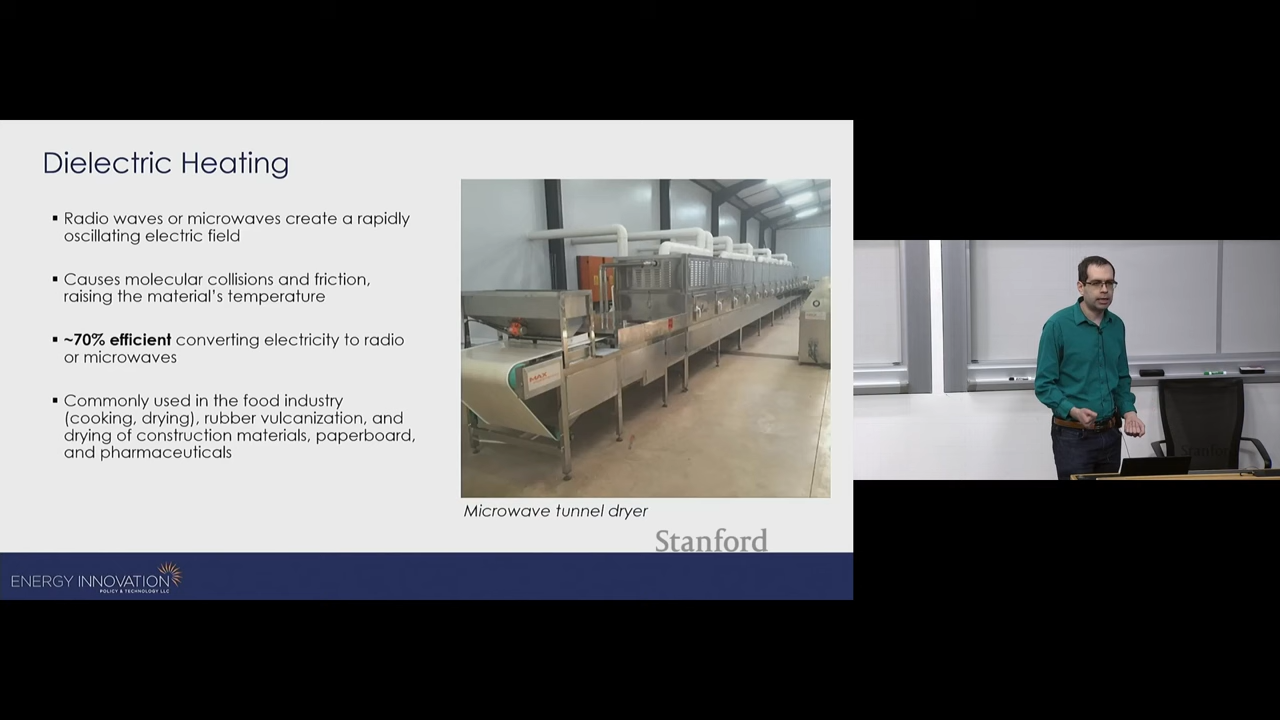 Dielectric Heating
▪ Radio waves or microwaves create a rapidly
oscillating electric field
▪ Causes molecular collisions and friction,
raising the material's temperature
▪ ~70% efficient converting electricity to radio
or microwaves
▪ Commonly used in the food industry
(cooking, drying), rubber vulcanization, and
drying of construction materials, paperboard,
and pharmaceuticals
MAX
Microwave tunnel dryer
Stanford
ENERGY INNOVATION
POLICY & TECHNOLOGY LLC
Stanford